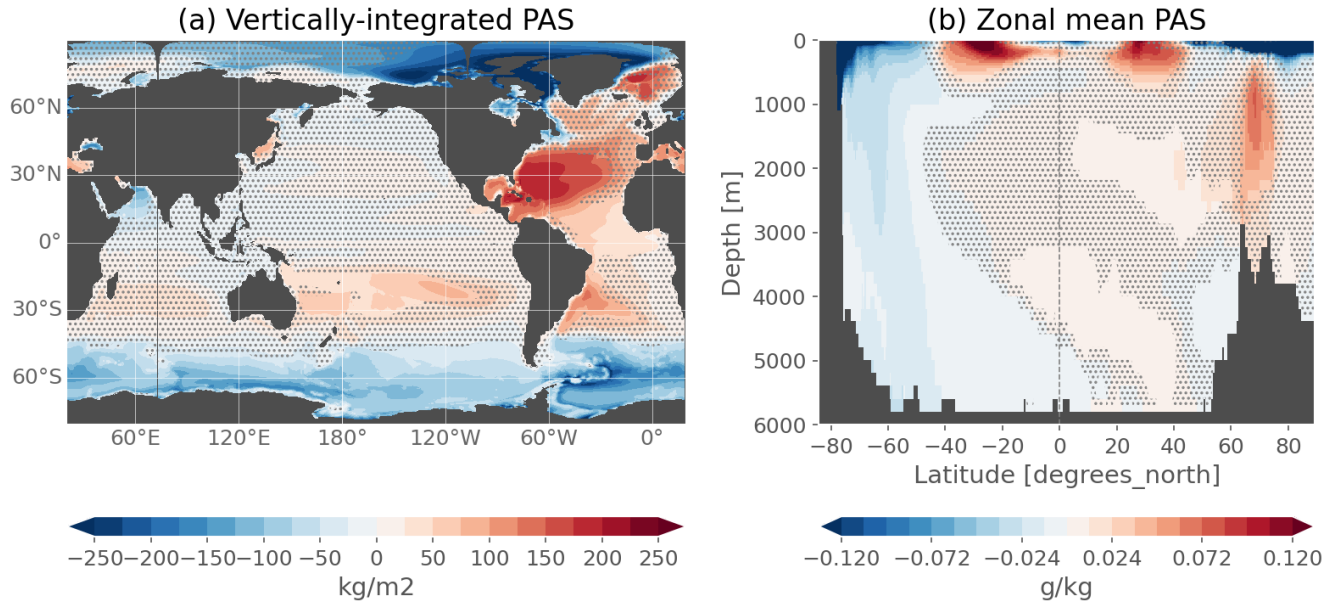 (a) Vertically-integrated PAS
60°N
30°N
0°
30°S
60°S
60°E 120°E 180° 120°W 60°W 0°
−250 −200 −150 −100 −50 0 50 100 150 200 250
kg/m2
(b) Zonal mean PAS
0
1000
2000
3000
4000
5000
6000
Depth [m]
−80 −60 −40 −20 0 20 40 60 80
Latitude [degrees_north]
−0.120 −0.072 −0.024 0.024 0.072 0.120
g/kg